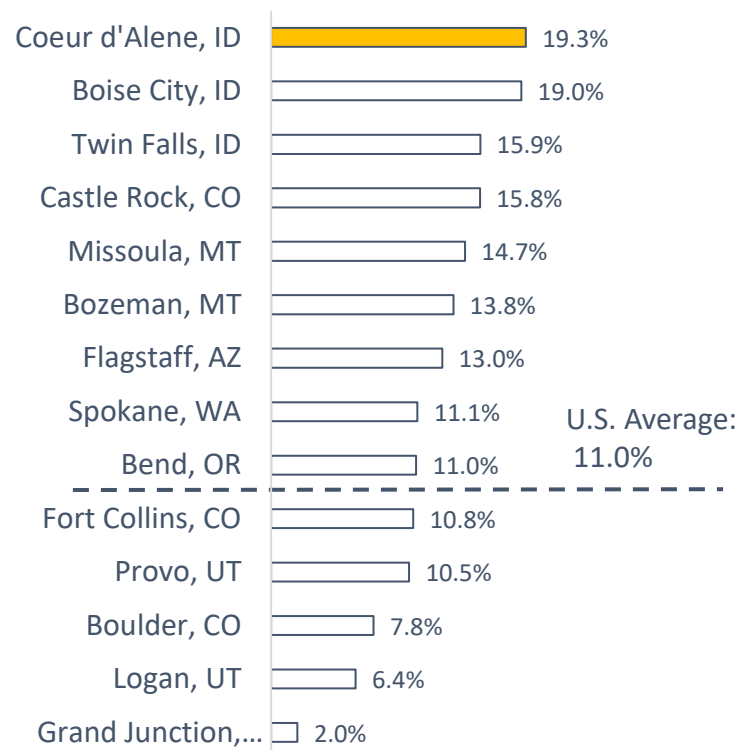 Coeur d'Alene, ID 19.3%
Boise City, ID 19.0%
Twin Falls, ID 15.9%
Castle Rock, CO 15.8%
Missoula, MT 14.7%
Bozeman, MT 13.8%
Flagstaff, AZ 13.0%
Spokane, WA 11.1%
U.S. Average:
11.0%
Bend, OR 11.0%
Fort Collins, CO 10.8%
Provo, UT 10.5%
Boulder, CO 7.8%
Logan, UT 6.4%
Grand Junction,... 2.0%